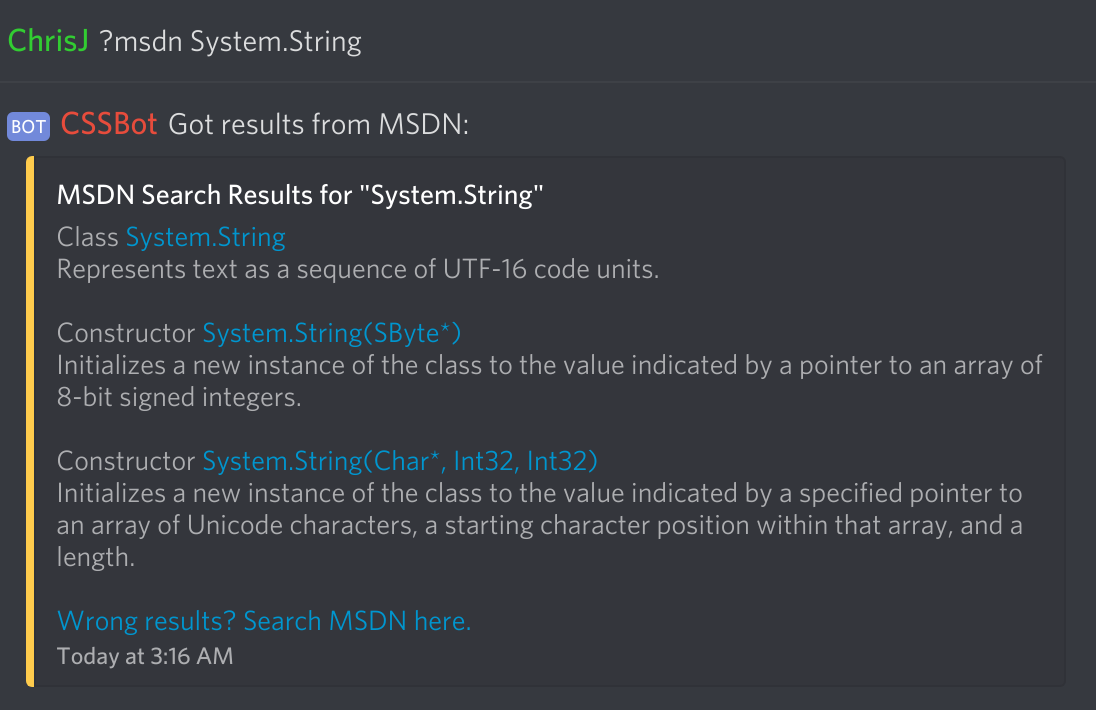 ChrisJ ?msdn System.String
BOT CSSBot Got results from MSDN:
MSDN Search Results for "System.String"
Class System.String
Represents text as a sequence of UTF-16 code units.
Constructor System.String(SByte*)
Initializes a new instance of the class to the value indicated by a pointer to an array of
8-bit signed integers.
Constructor System.String(Char*, Int32, Int32)
Initializes a new instance of the class to the value indicated by a specified pointer to
an array of Unicode characters, a starting character position within that array, and a
length.
Wrong results? Search MSDN here.
Today at 3:16 AM